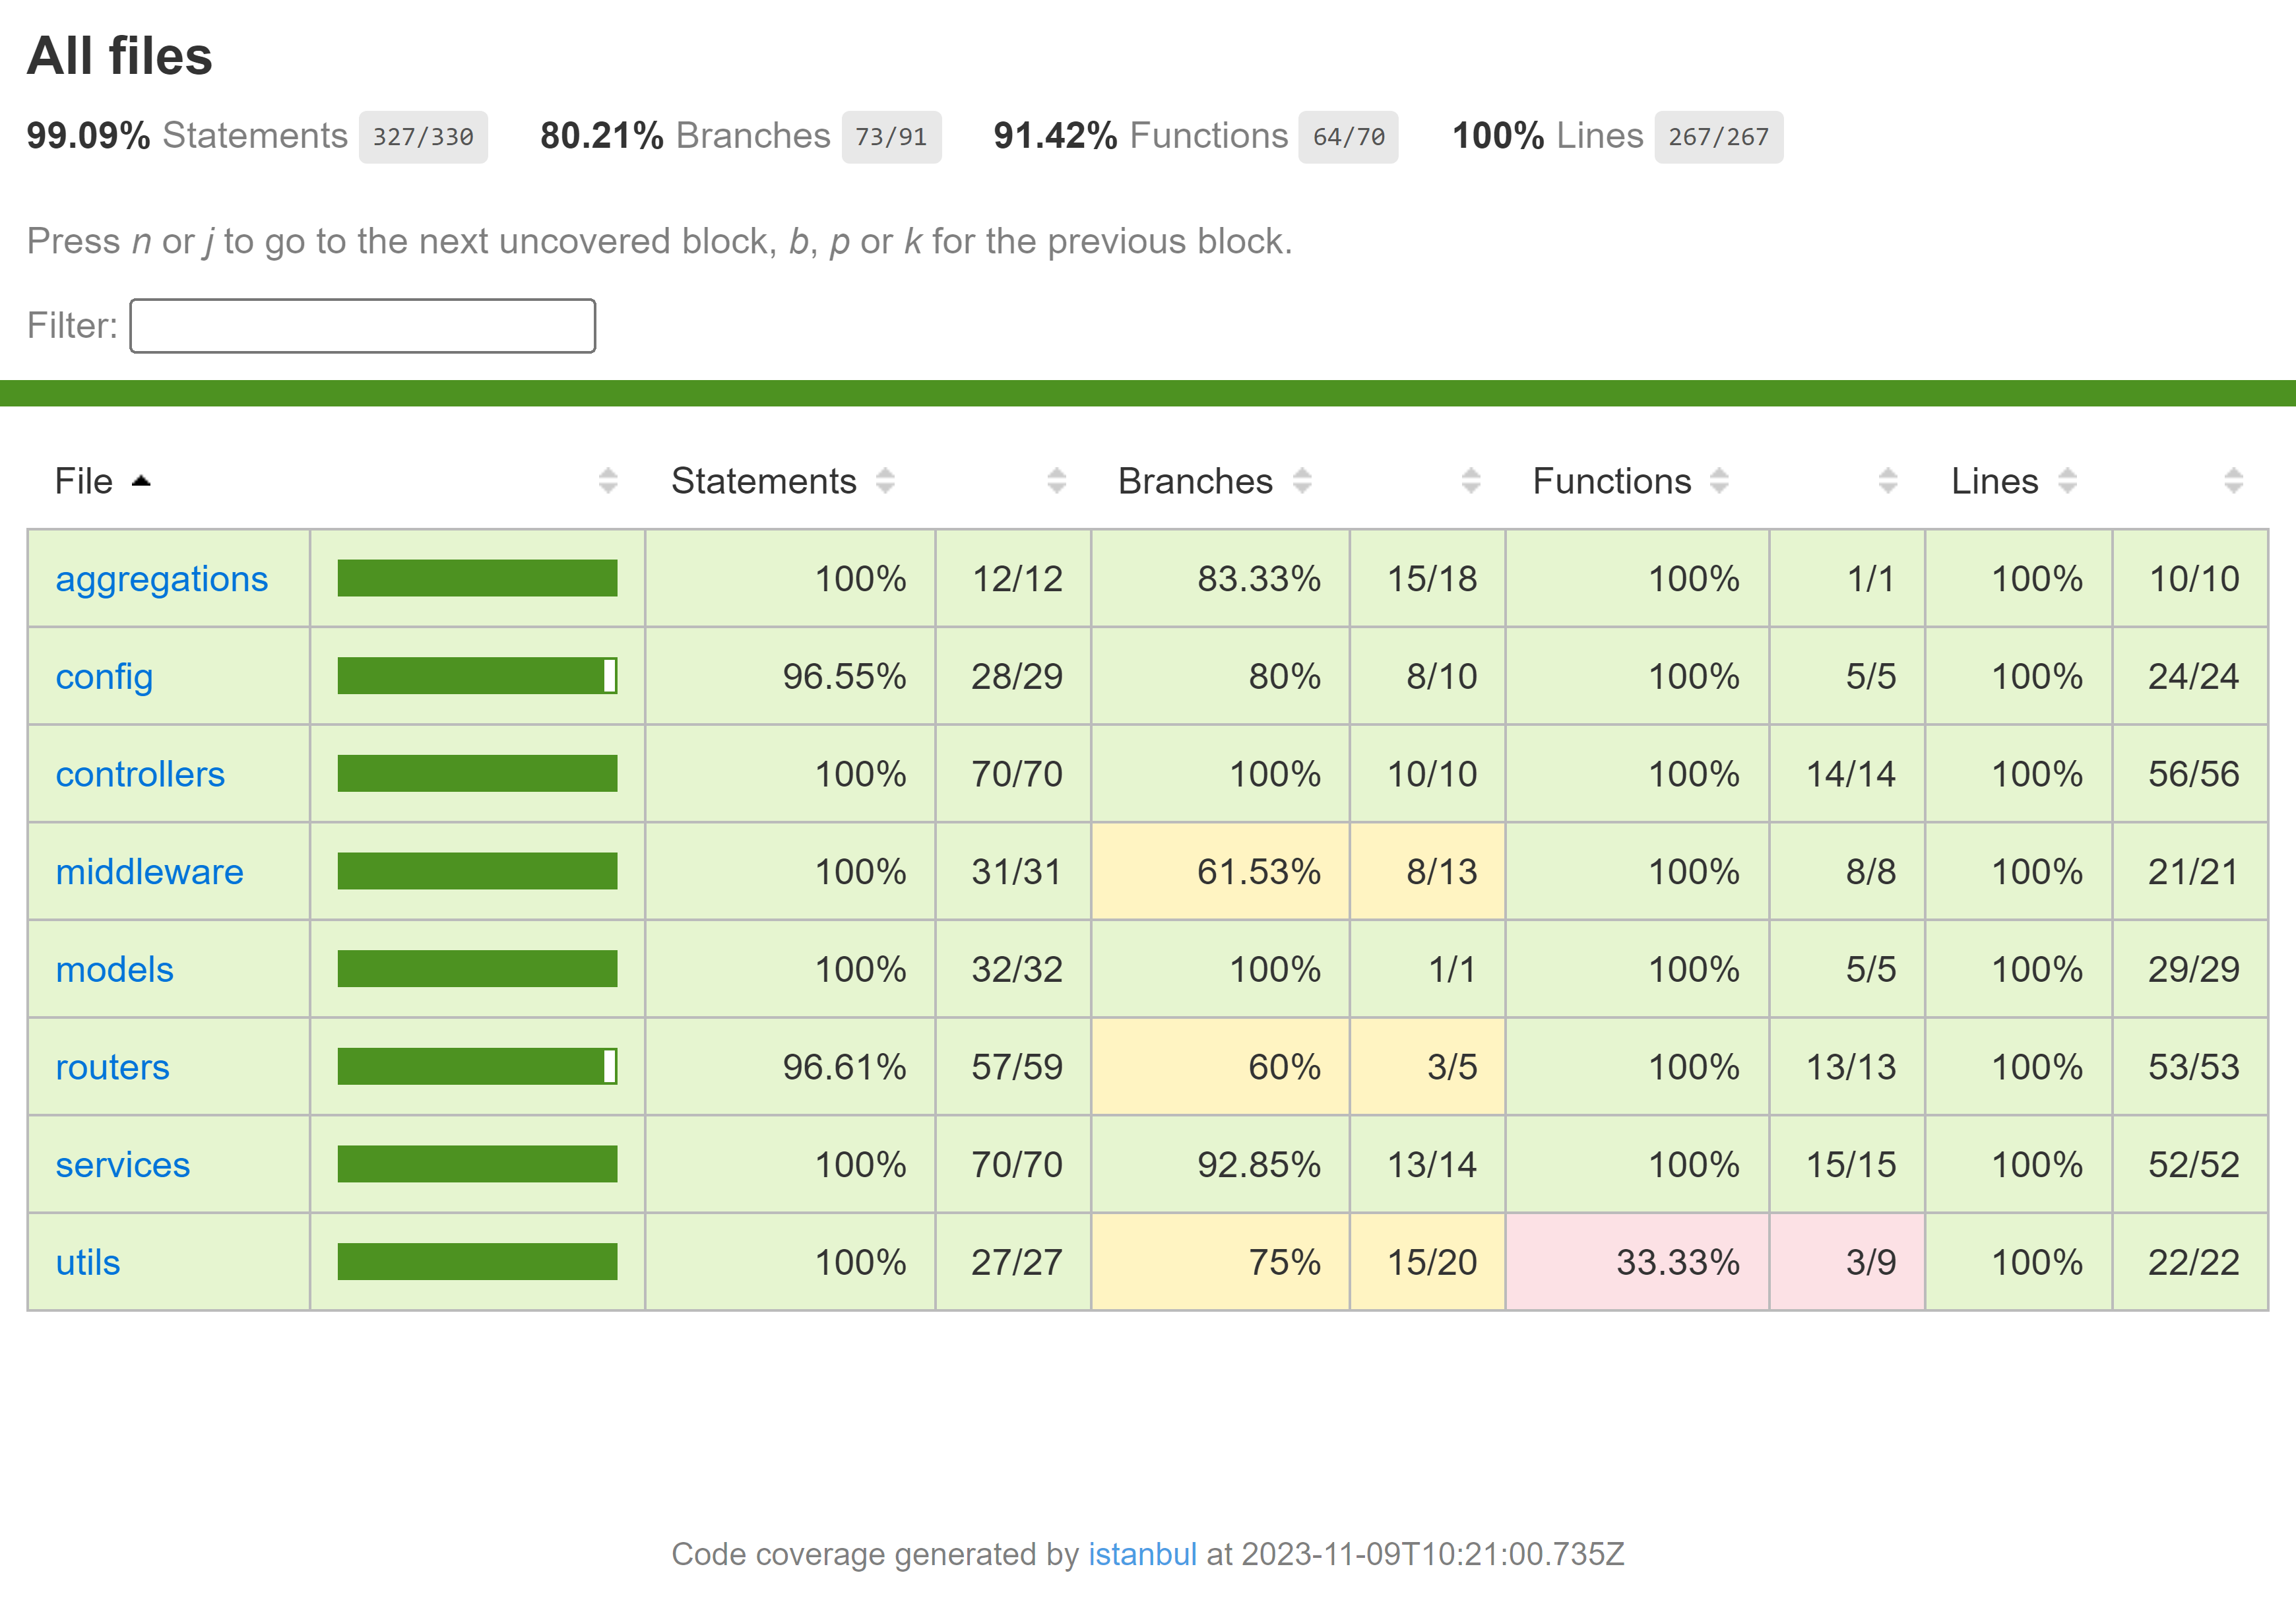 All files
99.09% Statements 327/330 80.21% Branches 73/91 91.42% Functions 64/70 100% Lines 267/267
Press n or j to go to the next uncovered block, b, p or k for the previous block.
Filter:
File Statements Branches Functions Lines
aggregations 100% 12/12 83.33% 15/18 100% 1/1 100% 10/10
config 96.55% 28/29 80% 8/10 100% 5/5 100% 24/24
controllers 100% 70/70 100% 10/10 100% 14/14 100% 56/56
middleware 100% 31/31 61.53% 8/13 100% 8/8 100% 21/21
models 100% 32/32 100% 1/1 100% 5/5 100% 29/29
routers 96.61% 57/59 60% 3/5 100% 13/13 100% 53/53
services 100% 70/70 92.85% 13/14 100% 15/15 100% 52/52
utils 100% 27/27 75% 15/20 33.33% 3/9 100% 22/22
Code coverage generated by istanbul at 2023-11-09T10:21:00.735Z